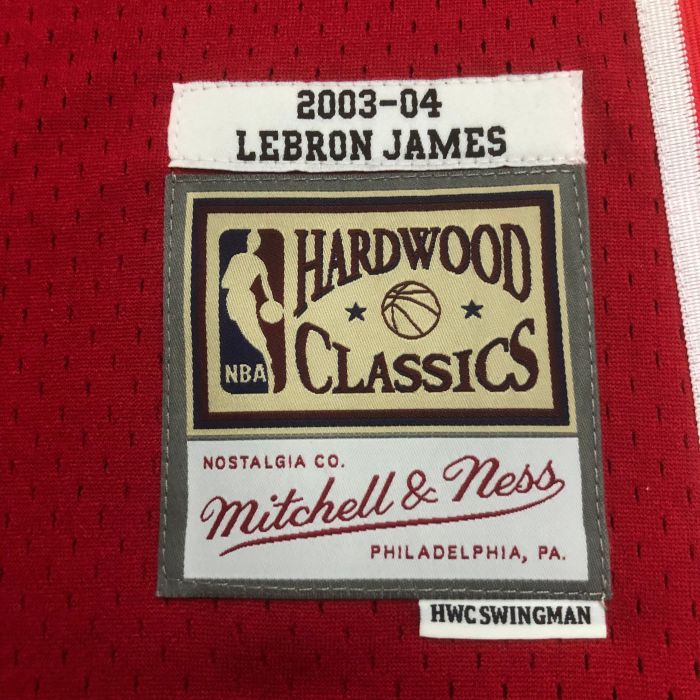 2003-04
LEBRON JAMES
HARDWOOD
CLASSICS
NBA
NOSTALGIA CO.
Mitchell & Ness
PHILADELPHIA, PA.
HWC SWINGMAN